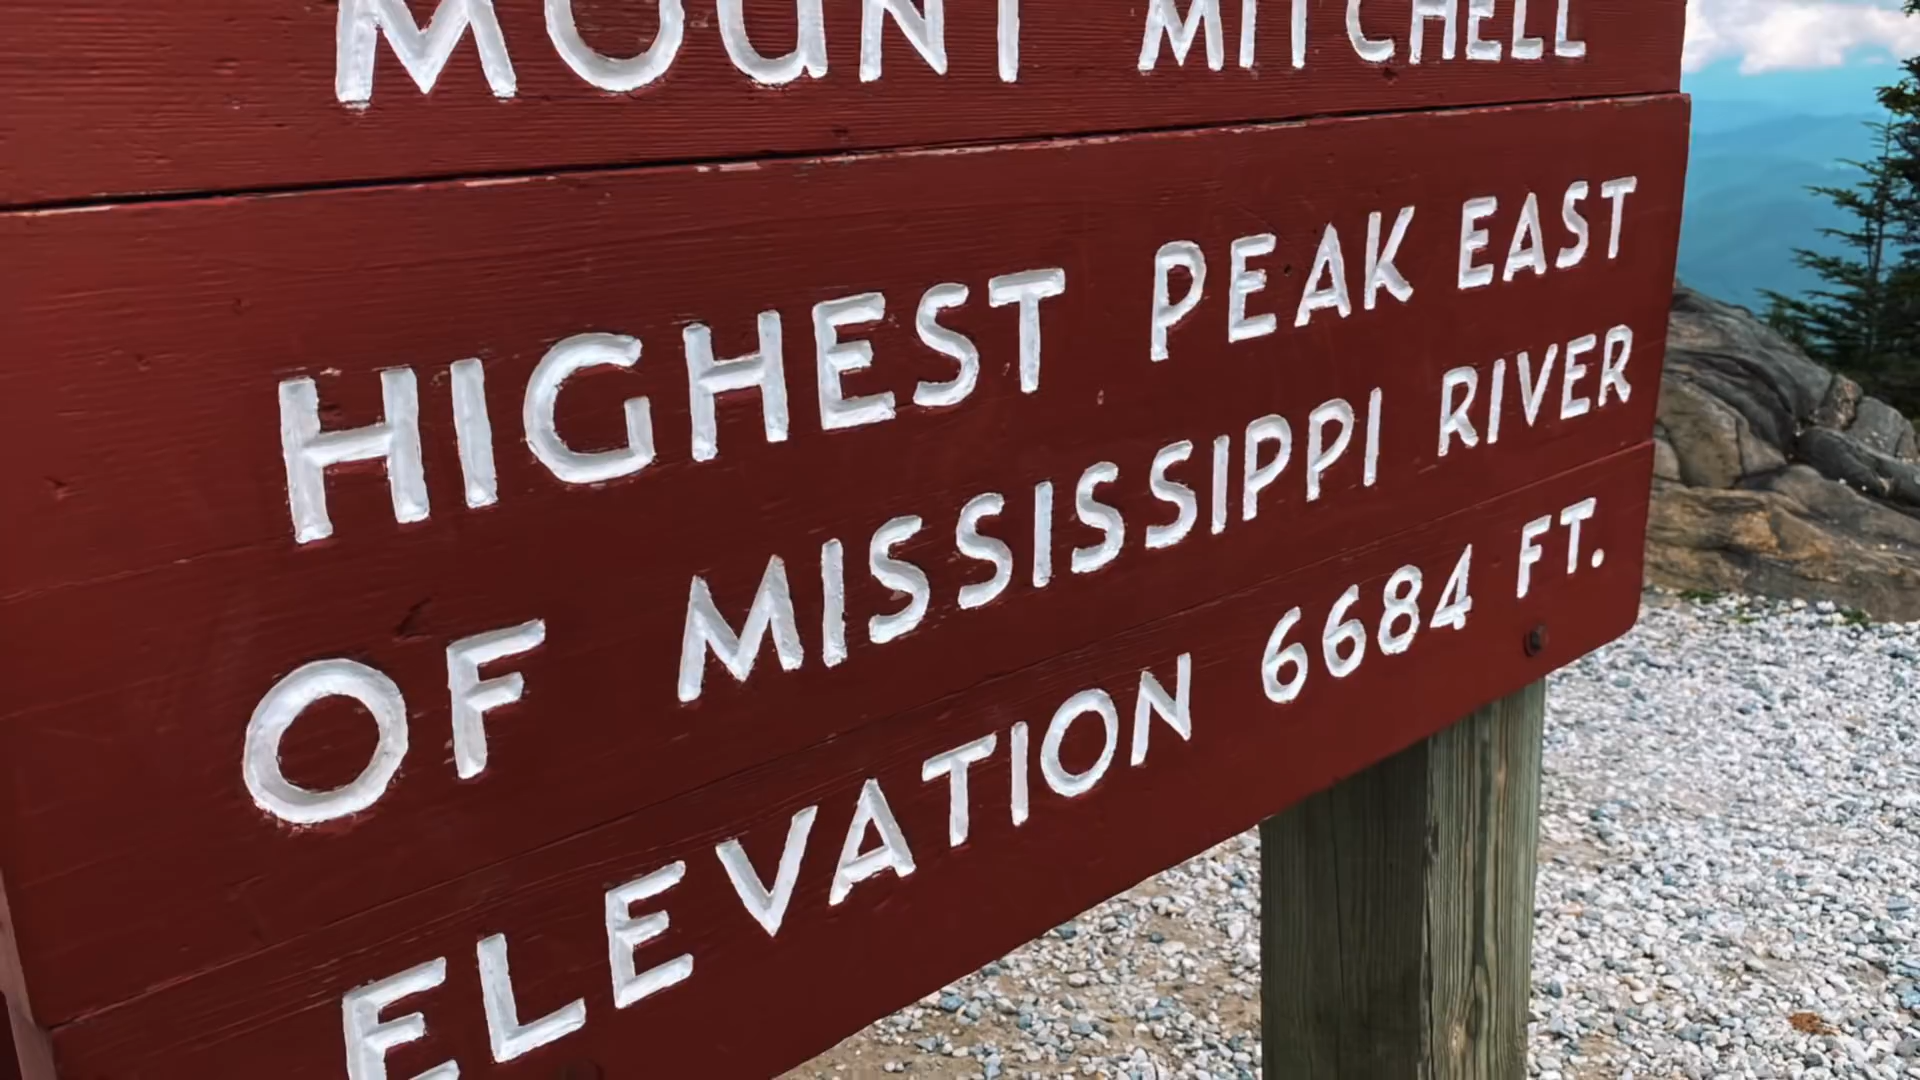 MOUNT MITCHELL
HIGHEST PEAK EAST
OF MISSISSIPPI RIVER
ELEVATION 6684 FT.